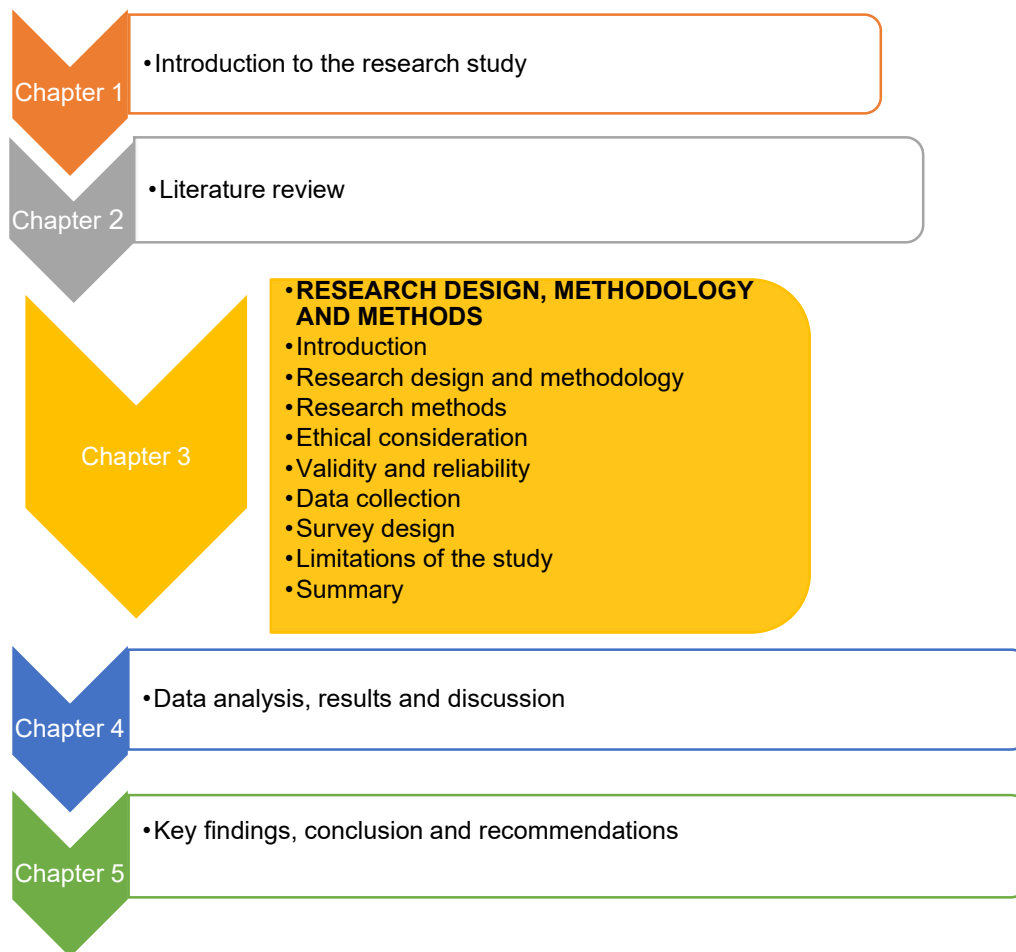 Chapter 1
•Introduction to the research study
Chapter 2
•Literature review
Chapter 3
•RESEARCH DESIGN, METHODOLOGY
AND METHODS
•Introduction
•Research design and methodology
•Research methods
•Ethical consideration
•Validity and reliability
•Data collection
•Survey design
•Limitations of the study
•Summary
Chapter 4
•Data analysis, results and discussion
Chapter 5
•Key findings, conclusion and recommendations